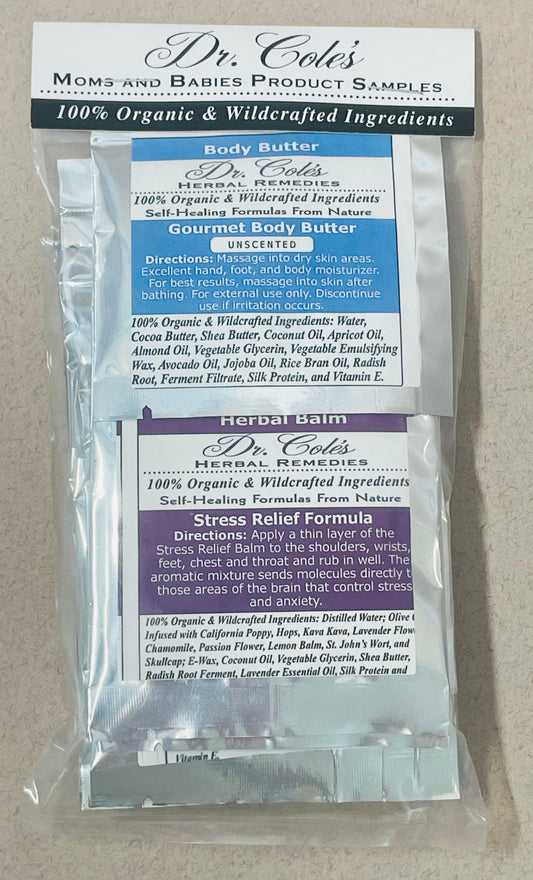 Dr. Cole's
MOMS AND BABIES PRODUCT SAMPLES
100% Organic & Wildcrafted Ingredients
Body Butter
Dr. Cole's
HERBAL REMEDIES
100% Organic & Wildcrafted Ingredients
Self-Healing Formulas From Nature
Gourmet Body Butter
UNSCENTED
Directions: Massage into dry skin areas.
Excellent hand, foot, and body moisturizer.
For best results, massage into skin after
bathing. For external use only. Discontinue
use if irritation occurs.
100% Organic & Wildcrafted Ingredients: Water,
Cocoa Butter, Shea Butter, Coconut Oil, Apricot Oil,
Almond Oil, Vegetable Glycerin, Vegetable Emulsifying
Wax, Avocado Oil, Jojoba Oil, Rice Bran Oil, Radish
Root, Ferment Filtrate, Silk Protein, and Vitamin E.
Herbal Balm
Dr. Cole's
HERBAL REMEDIES
100% Organic & Wildcrafted Ingredients
Self-Healing Formulas From Nature
Stress Relief Formula
Directions: Apply a thin layer of the
Stress Relief Balm to the shoulders, wrists,
feet, chest and throat and rub in well. The
aromatic mixture sends molecules directly t
those areas of the brain that control stress
and anxiety.
100% Organic & Wildcrafted Ingredients: Distilled Water; Olive
Infused with California Poppy, Hops, Kava Kava, Lavender Flow
Chamomile, Passion Flower, Lemon Balm, St. John's Wort, and
Skullcap; E-Wax, Coconut Oil, Vegetable Glycerin, Shea Butter,
Radish Root Ferment, Lavender Essential Oil, Silk Protein and
Vitamin E.